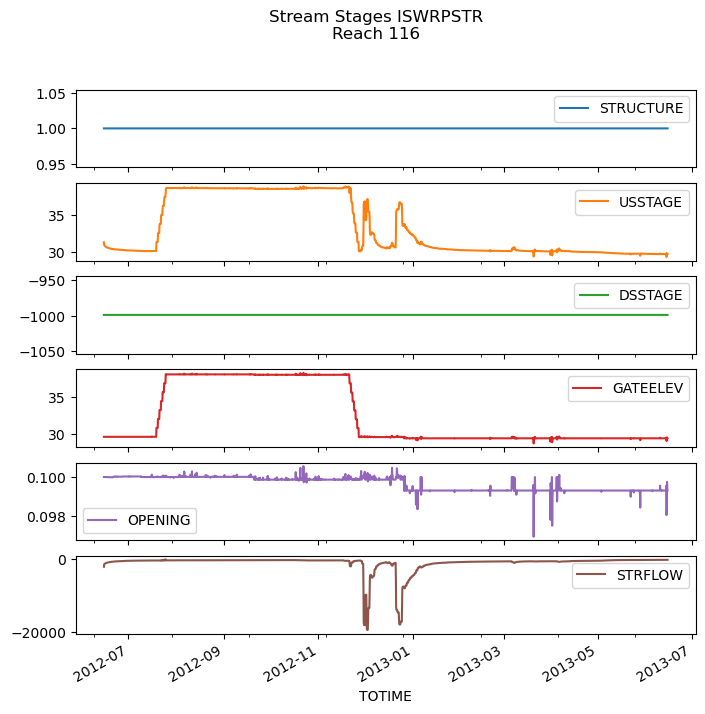 Stream Stages ISWRPSTR
Reach 116
1.05
1.00
0.95
STRUCTURE
35
30
USSTAGE
−950
−1000
−1050
DSSTAGE
35
30
GATEELEV
0.100
0.098
OPENING
0
−20000
STRFLOW
2012-07
2012-09
2012-11
2013-01
2013-03
2013-05
2013-07
TOTIME